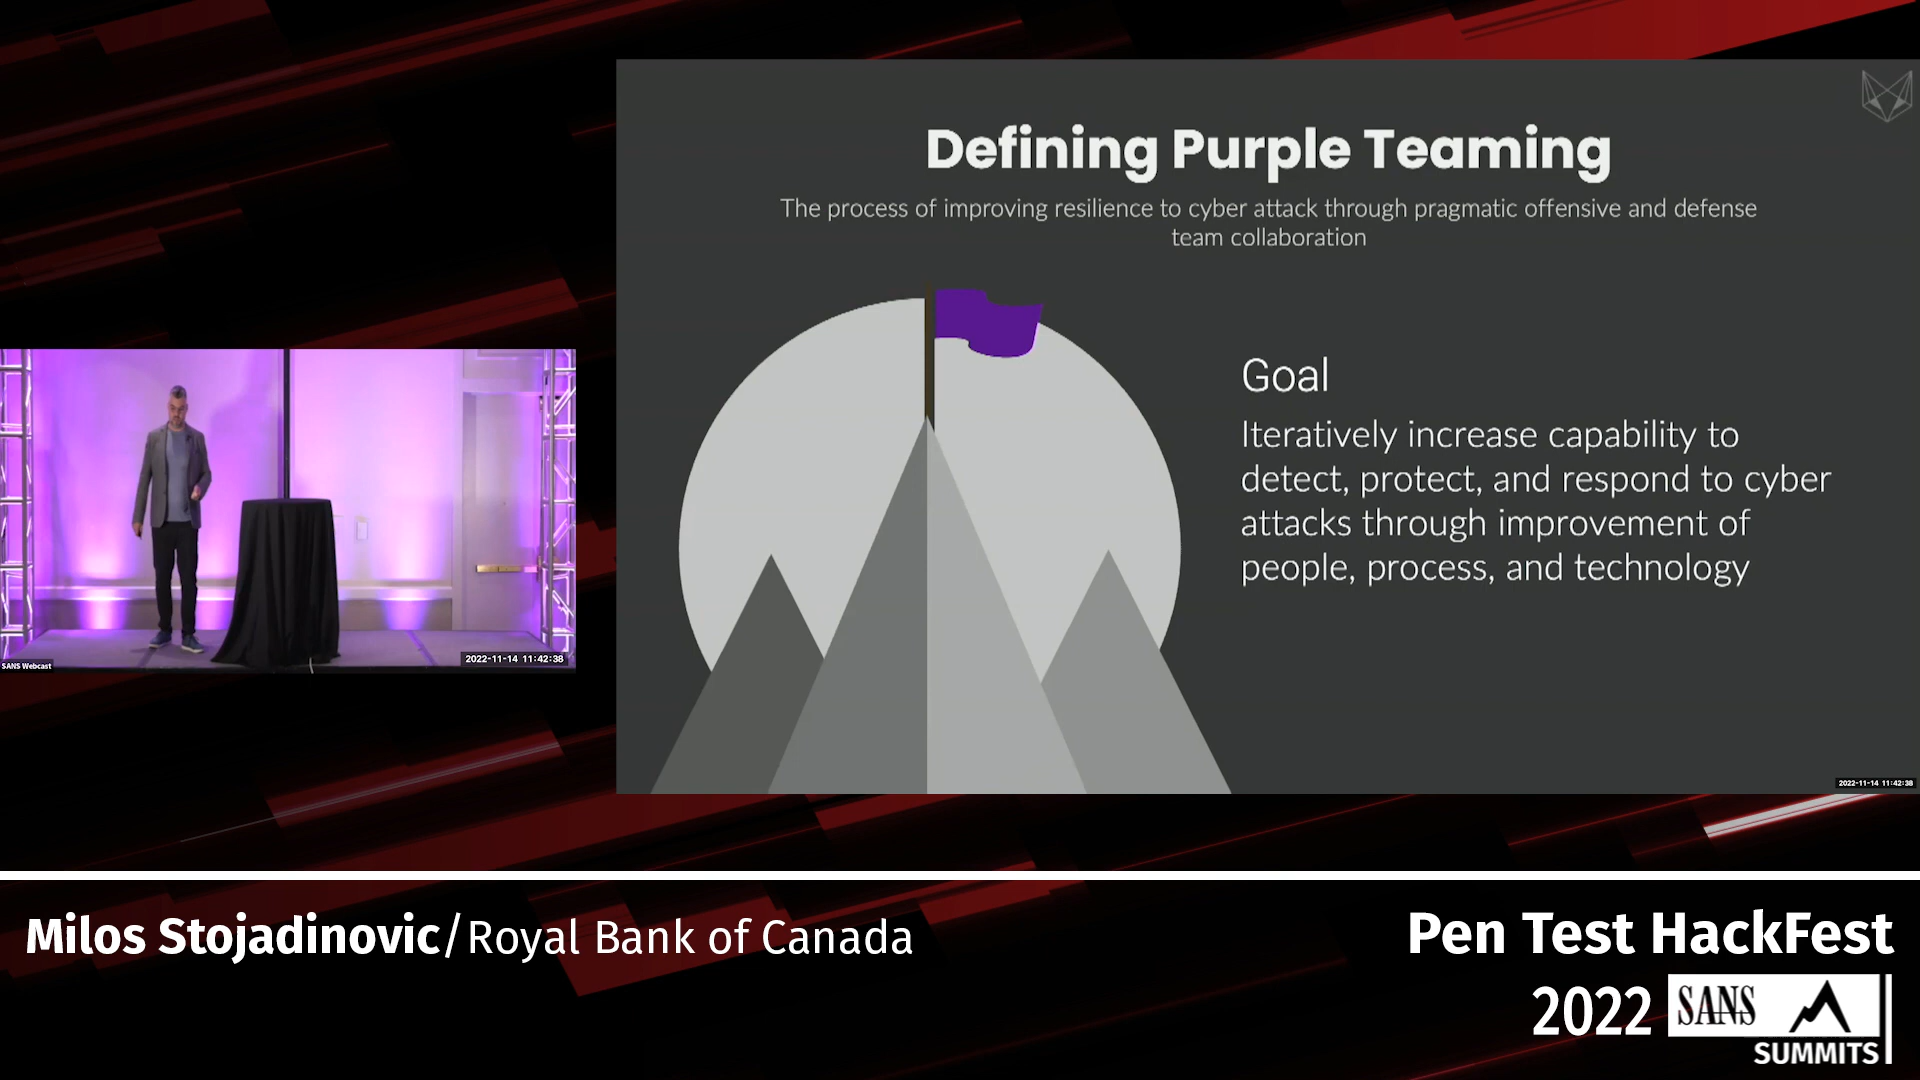 Defining Purple Teaming
The process of improving resilience to cyber attack through pragmatic offensive and defense
team collaboration
Goal
Iteratively increase capability to
detect, protect, and respond to cyber
attacks through improvement of
people, process, and technology
2022-11-14 11:42:38
SANS Webcast
2022-11-14 11:42:38
Milos Stojadinovic/Royal Bank of Canada
Pen Test HackFest
2022
SANS
SUMMITS